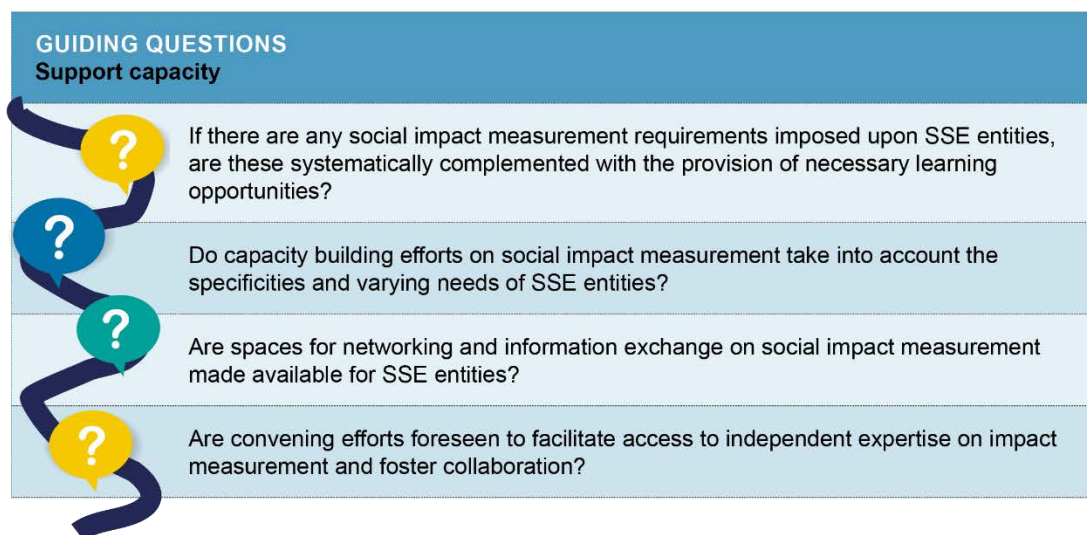 GUIDING QUESTIONS
Support capacity
?
If there are any social impact measurement requirements imposed upon SSE entities,
are these systematically complemented with the provision of necessary learning
opportunities?
?
Do capacity building efforts on social impact measurement take into account the
specificities and varying needs of SSE entities?
?
Are spaces for networking and information exchange on social impact measurement
made available for SSE entities?
?
Are convening efforts foreseen to facilitate access to independent expertise on impact
measurement and foster collaboration?